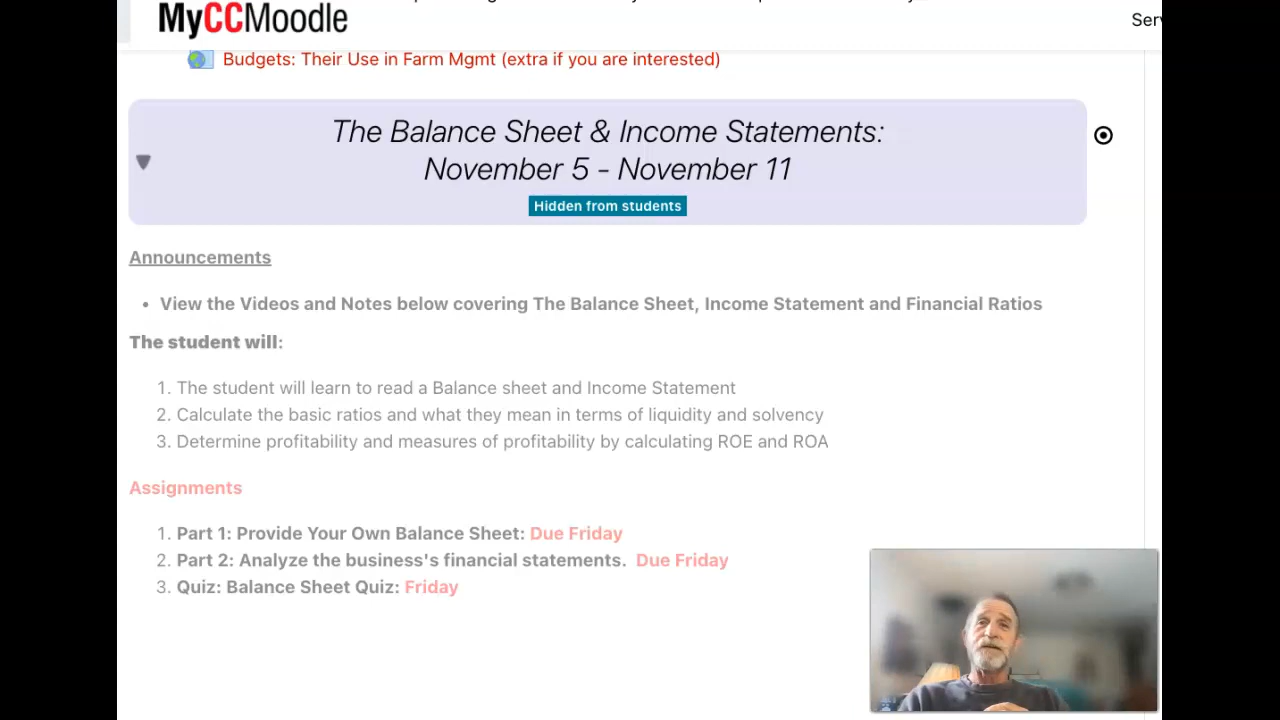 MyCCMoodle
Budgets: Their Use in Farm Mgmt (extra if you are interested)
The Balance Sheet & Income Statements:
November 5 - November 11
Hidden from students
Announcements
• View the Videos and Notes below covering The Balance Sheet, Income Statement and Financial Ratios
The student will:
1. The student will learn to read a Balance sheet and Income Statement
2. Calculate the basic ratios and what they mean in terms of liquidity and solvency
3. Determine profitability and measures of profitability by calculating ROE and ROA
Assignments
1. Part 1: Provide Your Own Balance Sheet: Due Friday
2. Part 2: Analyze the business's financial statements. Due Friday
3. Quiz: Balance Sheet Quiz: Friday